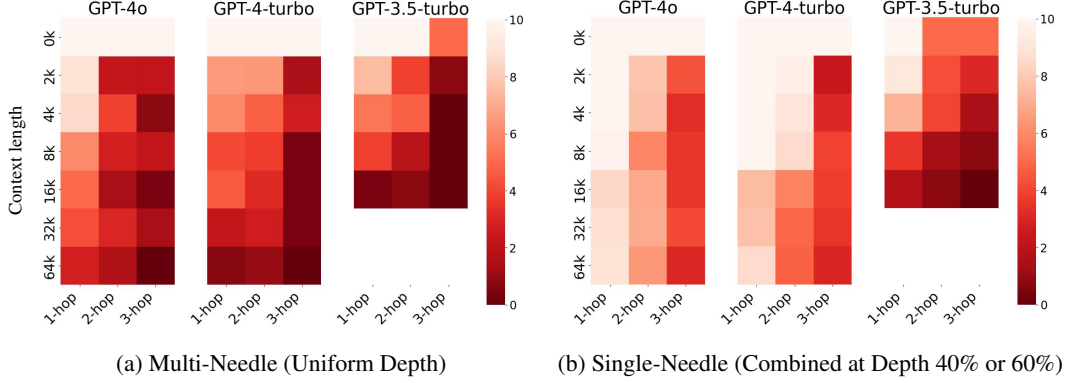 GPT-4o GPT-4-turbo GPT-3.5-turbo
Context length
0k
2k
4k
8k
16k
32k
64k
1-hop 2-hop 3-hop 1-hop 2-hop 3-hop 1-hop 2-hop 3-hop
10
8
6
4
2
0
(a) Multi-Needle (Uniform Depth)
GPT-4o GPT-4-turbo GPT-3.5-turbo
0k
2k
4k
8k
16k
32k
64k
1-hop 2-hop 3-hop 1-hop 2-hop 3-hop 1-hop 2-hop 3-hop
10
8
6
4
2
0
(b) Single-Needle (Combined at Depth 40% or 60%)